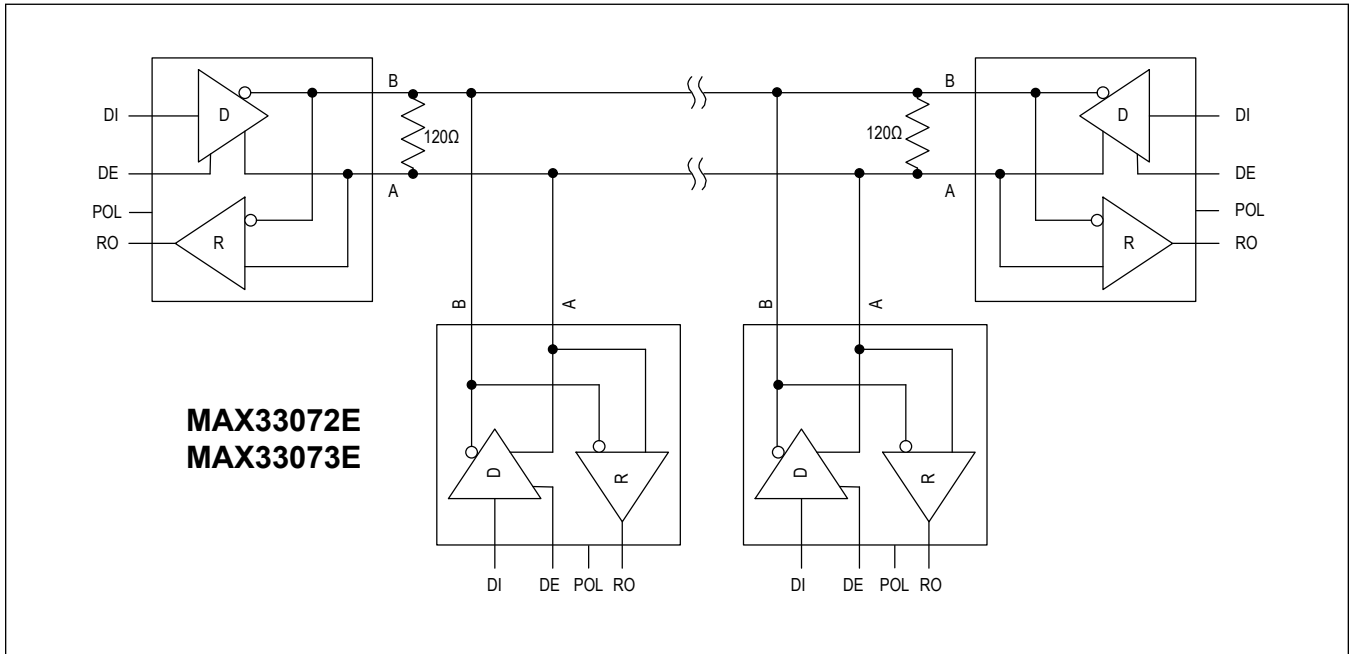 B
B
DI
D
120Ω
120Ω
D
DI
DE
DE
A
A
POL
POL
RO
R
R
RO
B
A
B
A
MAX33072E
MAX33073E
D
R
D
R
DI DE POL RO
DI DE POL RO